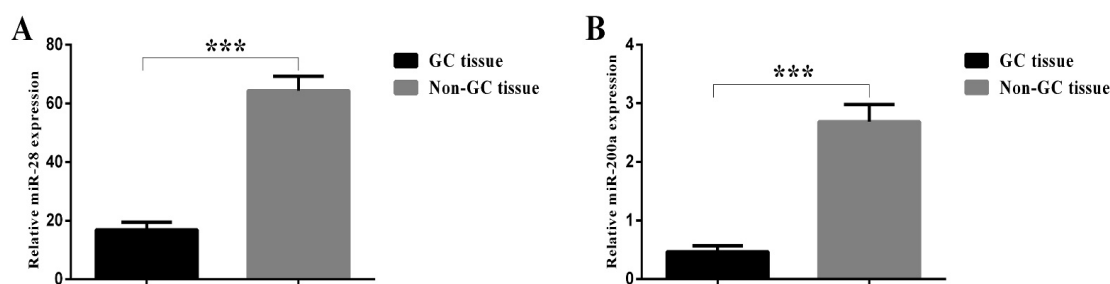 A
Relative miR-28 expression
80
60
40
20
0
***
GC tissue
Non-GC tissue
B
Relative miR-200a expression
4
3
2
1
0
***
GC tissue
Non-GC tissue